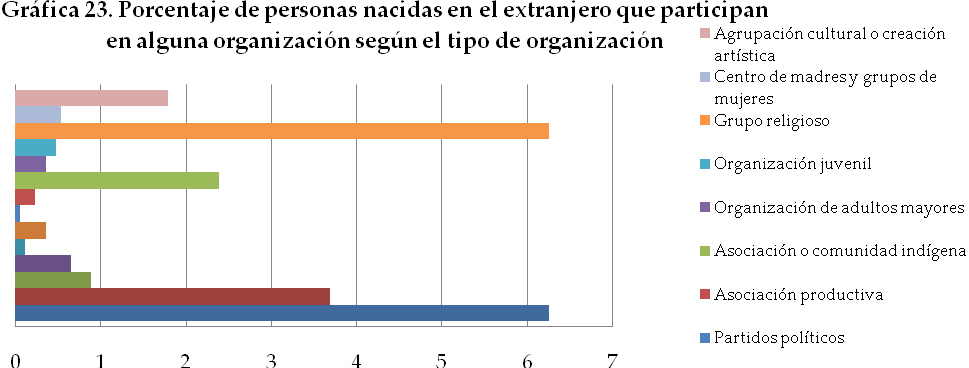 Gráfica 23. Porcentaje de personas nacidas en el extranjero que participan
en alguna organización según el tipo de organización
Agrupación cultural o creación
artística
Centro de madres y grupos de
mujeres
Grupo religioso
Organización juvenil
Organización de adultos mayores
Asociación o comunidad indígena
Asociación productiva
Partidos políticos
0 1 2 3 4 5 6 7